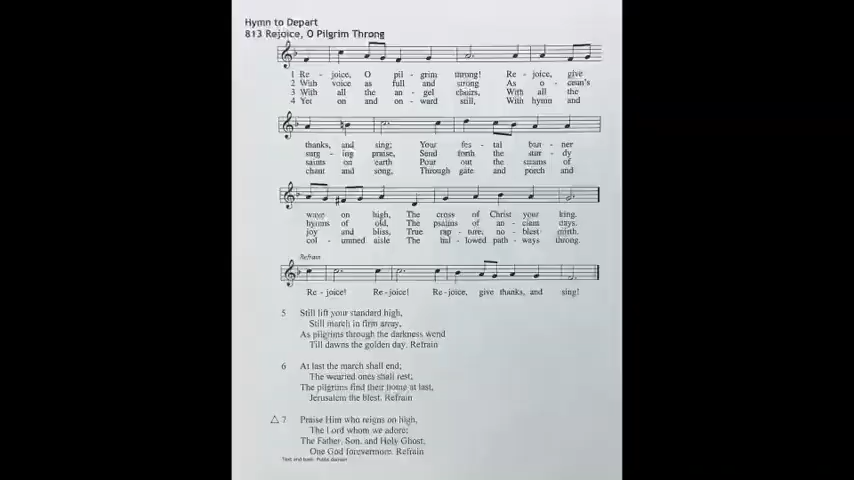 Hymn to Depart
813 Rejoice, O Pilgrim Throng
1 Re - joice, O pil - grim throng! Re - joice, give
2 With voice as full and strong As o - cean's
3 With all the an - gel choirs, With all the
4 Yet on and on - ward still, With hymn and
thanks, and sing; Your fes - tal ban - ner
surg - ing praise, Send forth the stur - dy
saints on earth Pour out the strains of
chant and song, Through gate and porch and
wave on high, The cross of Christ your king.
hymns of old, The psalms of an - cient days.
joy and bliss, True rap - ture, no - blest mirth.
col - umned aisle The hal - lowed path - ways throng.
Refrain
Re - joice! Re - joice! Re - joice, give thanks, and sing!
5 Still lift your standard high,
Still march in firm array,
As pilgrims through the darkness wend
Till dawns the golden day. Refrain
6 At last the march shall end;
The wearied ones shall rest;
The pilgrims find their home at last,
Jerusalem the blest. Refrain
△ 7 Praise Him who reigns on high,
The Lord whom we adore:
The Father, Son, and Holy Ghost,
One God forevermore. Refrain
Text and tune: Public domain